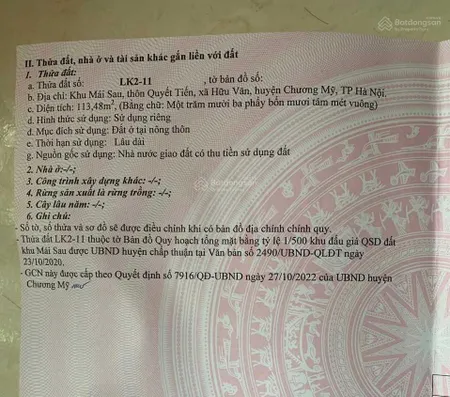 Batdongsan
II. Thửa đất, nhà ở và tài sản khác gắn liền với đất
1. Thửa đất:
a. Thửa đất số: LK2-11 , tờ bản đồ số:
b. Địa chỉ: Khu Mái Sau, thôn Quyết Tiến, xã Hữu Văn, huyện Chương Mỹ, TP Hà Nội.
c. Diện tích: 113,48m², (Bằng chữ: Một trăm mười ba phẩy bốn mươi tám mét vuông)
d. Hình thức sử dụng: Sử dụng riêng
d. Mục đích sử dụng: Đất ở tại nông thôn
e. Thời hạn sử dụng: Lâu dài
g. Nguồn gốc sử dụng: Nhà nước giao đất có thu tiền sử dụng đất
2. Nhà ở:-/-;
3. Công trình xây dựng khác: -/-;
4. Rừng sản xuất là rừng trồng: -/-;
5. Cây lâu năm: -/-;
6. Ghi chú:
- Số tờ, số thửa và sơ đồ sẽ được điều chỉnh khi có bản đồ địa chính chính quy.
- Thửa đất LK2-11 thuộc tờ Bản đồ Quy hoạch tổng mặt bằng tỷ lệ 1/500 khu đấu giá QSD đất
khu Mái Sau được UBND huyện chấp thuận tại Văn bản số 2490/UBND-QLĐT ngày
23/10/2020.
- GCN này được cấp theo Quyết định số 7916/QĐ-UBND ngày 27/10/2022 của UBND huyện
Chương Mỹ